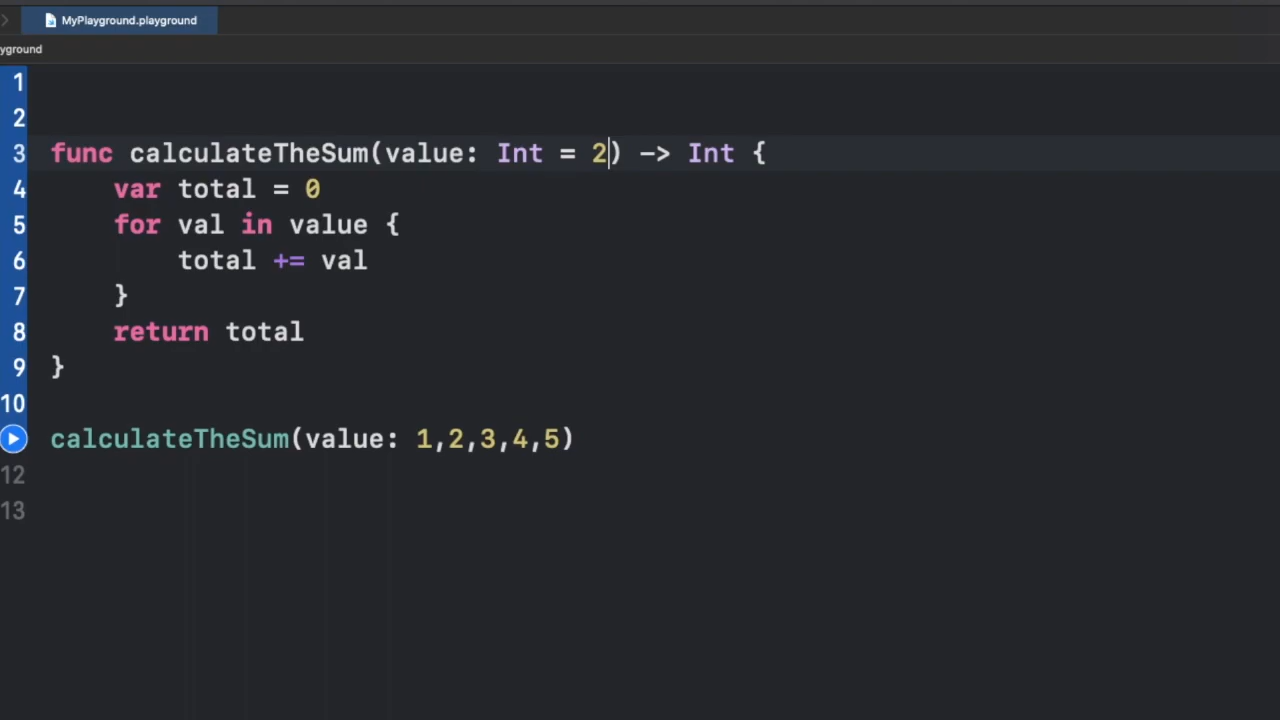 MyPlayground.playground
yground
1
2
3 func calculateTheSum(value: Int = 2) -> Int {
4     var total = 0
5     for val in value {
6         total += val
7     }
8     return total
9 }
10
calculateTheSum(value: 1,2,3,4,5)
12
13